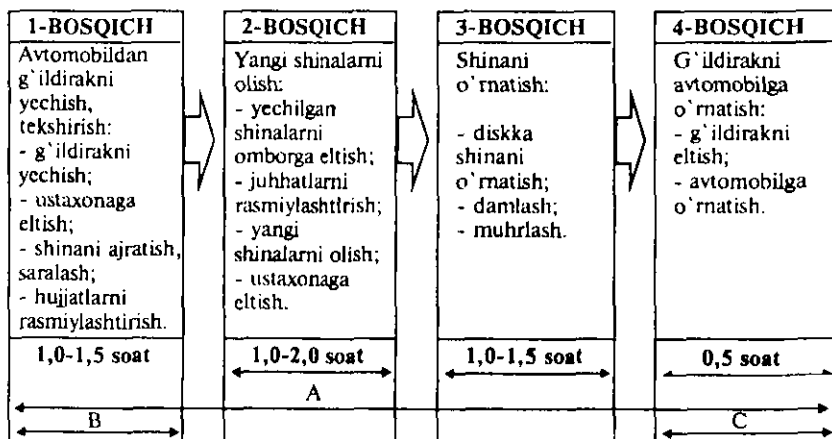 1-BOSQICH
Avtomobildan
g`ildirakni
yechish,
tekshirish:
- g`ildirakni
yechish;
- ustaxonaga
eltish;
- shinani ajratish,
saralash;
- hujjatlarni
rasmiylashtirish.
1,0-1,5 soat
2-BOSQICH
Yangi shinalarni
olish:
- yechilgan
shinalarni
omborga eltish;
- juhhatlarni
rasmiylashtirish;
- yangi
shinalarni olish;
- ustaxonaga
eltish.
1,0-2,0 soat
3-BOSQICH
Shinani
o`rnatish:
- diskka
shinani
o`rnatish;
- damlash;
- muhrlash.
1,0-1,5 soat
4-BOSQICH
G`ildirakni
avtomobilga
o`rnatish:
- g`ildirakni
eltish;
- avtomobilga
o`rnatish.
0,5 soat
A
B
C